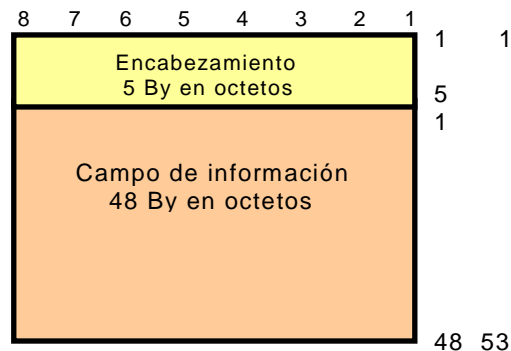 8 7 6 5 4 3 2 1
1 1
Encabezamiento
5 By en octetos
5
1
Campo de información
48 By en octetos
48 53